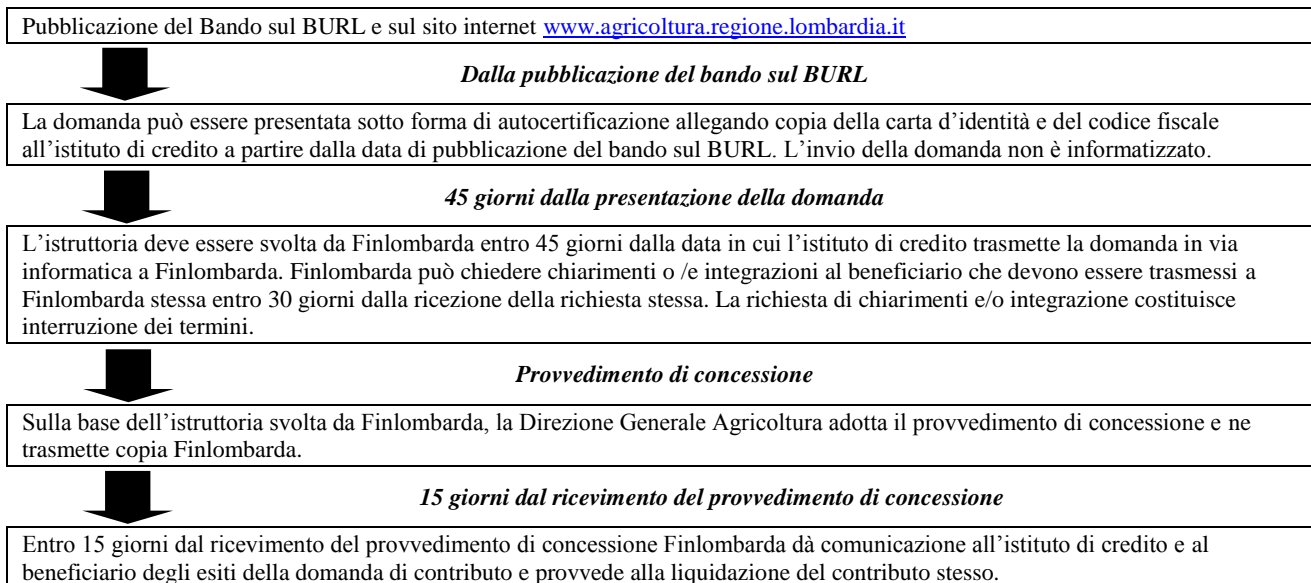 Pubblicazione del Bando sul BURL e sul sito internet www.agricoltura.regione.lombardia.it
Dalla pubblicazione del bando sul BURL
La domanda può essere presentata sotto forma di autocertificazione allegando copia della carta d’identità e del codice fiscale
all’istituto di credito a partire dalla data di pubblicazione del bando sul BURL. L’invio della domanda non è informatizzato.
45 giorni dalla presentazione della domanda
L’istruttoria deve essere svolta da Finlombarda entro 45 giorni dalla data in cui l’istituto di credito trasmette la domanda in via
informatica a Finlombarda. Finlombarda può chiedere chiarimenti o /e integrazioni al beneficiario che devono essere trasmessi a
Finlombarda stessa entro 30 giorni dalla ricezione della richiesta stessa. La richiesta di chiarimenti e/o integrazione costituisce
interruzione dei termini.
Provvedimento di concessione
Sulla base dell’istruttoria svolta da Finlombarda, la Direzione Generale Agricoltura adotta il provvedimento di concessione e ne
trasmette copia Finlombarda.
15 giorni dal ricevimento del provvedimento di concessione
Entro 15 giorni dal ricevimento del provvedimento di concessione Finlombarda dà comunicazione all’istituto di credito e al
beneficiario degli esiti della domanda di contributo e provvede alla liquidazione del contributo stesso.